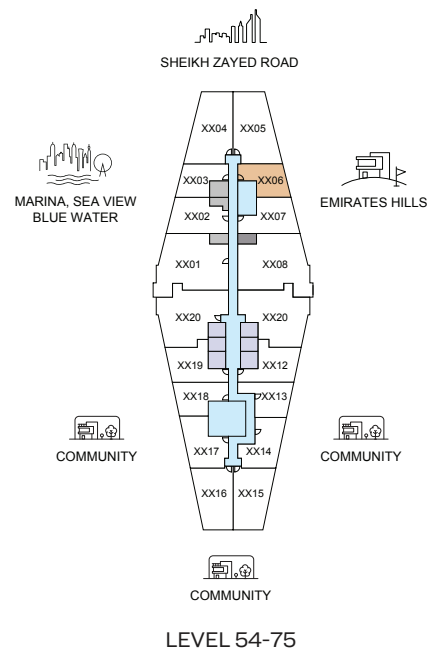 SHEIKH ZAYED ROAD
XX04 XX05
XX03 XX06
MARINA, SEA VIEW
BLUE WATER
EMIRATES HILLS
XX02 XX07
XX01 XX08
XX20 XX20
XX19 XX12
XX18 XX13
COMMUNITY
XX17 XX14
COMMUNITY
XX16 XX15
COMMUNITY
LEVEL 54-75